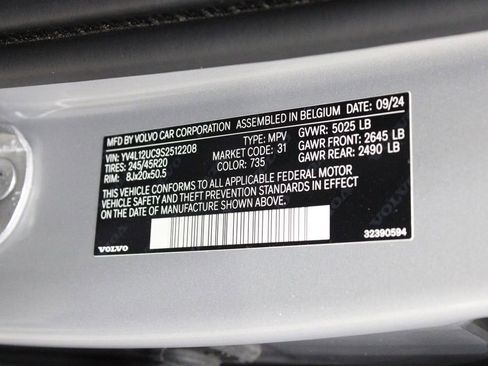 MFD BY VOLVO CAR CORPORATION ASSEMBLED IN BELGIUM DATE: 09/24
VIN: YV4L12UC9S2512208 TYPE: MPV GVWR: 5025 LB
TIRES: 245/45R20 MARKET CODE: 31 GAWR FRONT: 2645 LB
RIM: 8Jx20x50.5 COLOR: 735 GAWR REAR: 2490 LB
THIS VEHICLE CONFORMS TO ALL APPLICABLE FEDERAL MOTOR
VEHICLE SAFETY AND THEFT PREVENTION STANDARDS IN EFFECT
ON THE DATE OF MANUFACTURE SHOWN ABOVE.
VOLVO 32390594